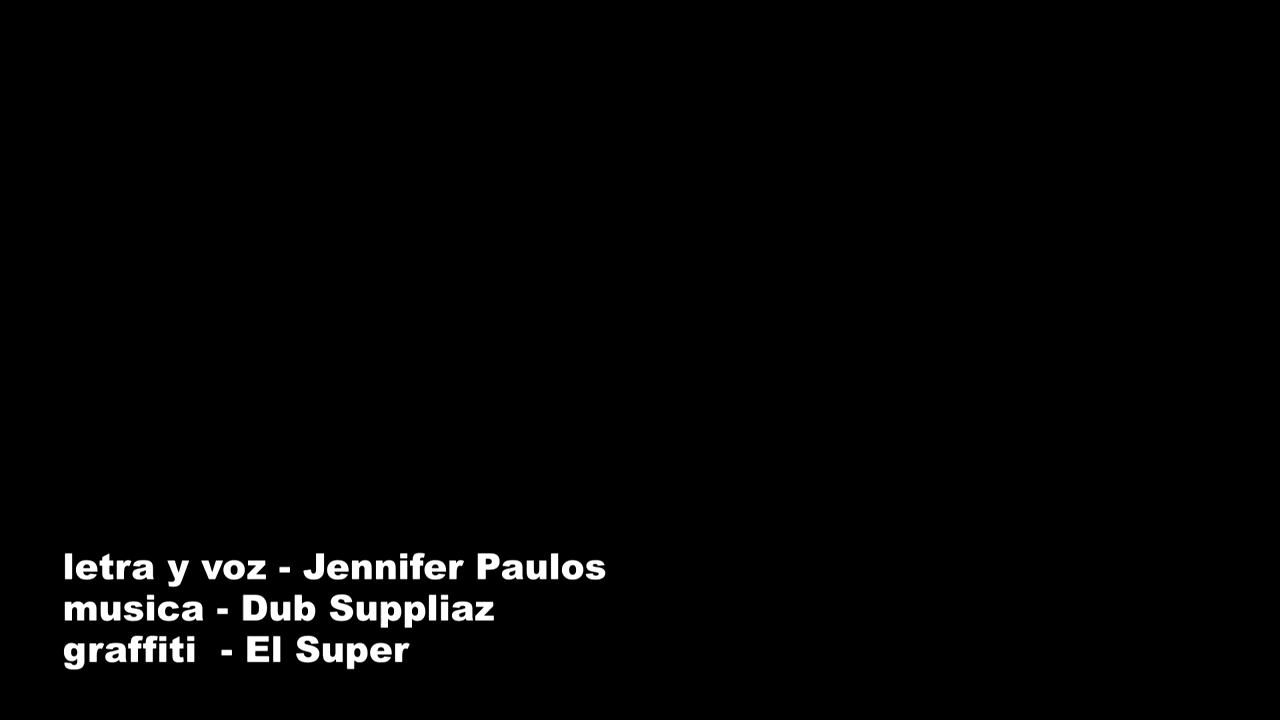 letra y voz - Jennifer Paulos
musica - Dub Suppliaz
graffiti  - El Super